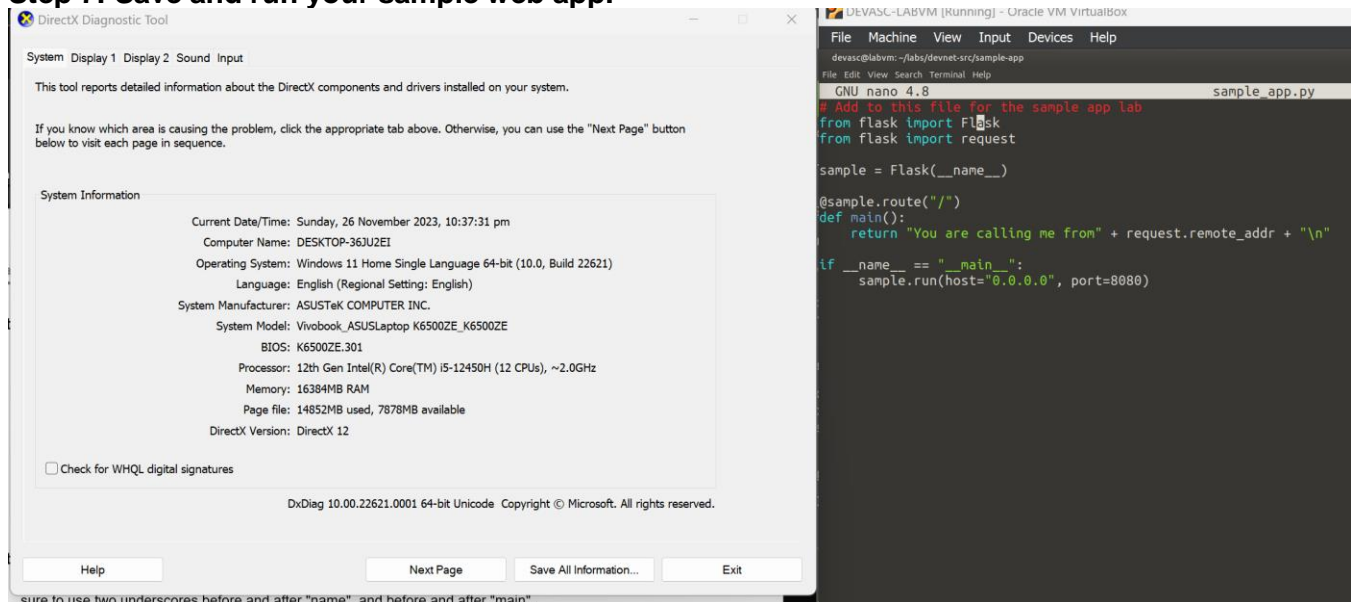 Step 7: Save and run your sample web app.
DirectX Diagnostic Tool
System Display 1 Display 2 Sound Input
This tool reports detailed information about the DirectX components and drivers installed on your system.
If you know which area is causing the problem, click the appropriate tab above. Otherwise, you can use the "Next Page" button
below to visit each page in sequence.
System Information
Current Date/Time: Sunday, 26 November 2023, 10:37:31 pm
Computer Name: DESKTOP-36JU2EI
Operating System: Windows 11 Home Single Language 64-bit (10.0, Build 22621)
Language: English (Regional Setting: English)
System Manufacturer: ASUSTeK COMPUTER INC.
System Model: Vivobook_ASUSLaptop K6500ZE_K6500ZE
BIOS: K6500ZE.301
Processor: 12th Gen Intel(R) Core(TM) i5-12450H (12 CPUs), ~2.0GHz
Memory: 16384MB RAM
Page file: 14852MB used, 7878MB available
DirectX Version: DirectX 12
Check for WHQL digital signatures
DxDiag 10.00.22621.0001 64-bit Unicode Copyright © Microsoft. All rights reserved.
Help Next Page Save All Information... Exit
sure to use two underscores before and after "name", and before and after "main"
DEVASC-LABVM [Running] - Oracle VM VirtualBox
File Machine View Input Devices Help
devasc@labvm: ~/labs/devnet-src/sample-app
File Edit View Search Terminal Help
GNU nano 4.8 sample_app.py
# Add to this file for the sample app lab
from flask import Flask
from flask import request
sample = Flask(__name__)
@sample.route("/")
def main():
return "You are calling me from" + request.remote_addr + "\n"
if __name__ == "__main__":
sample.run(host="0.0.0.0", port=8080)